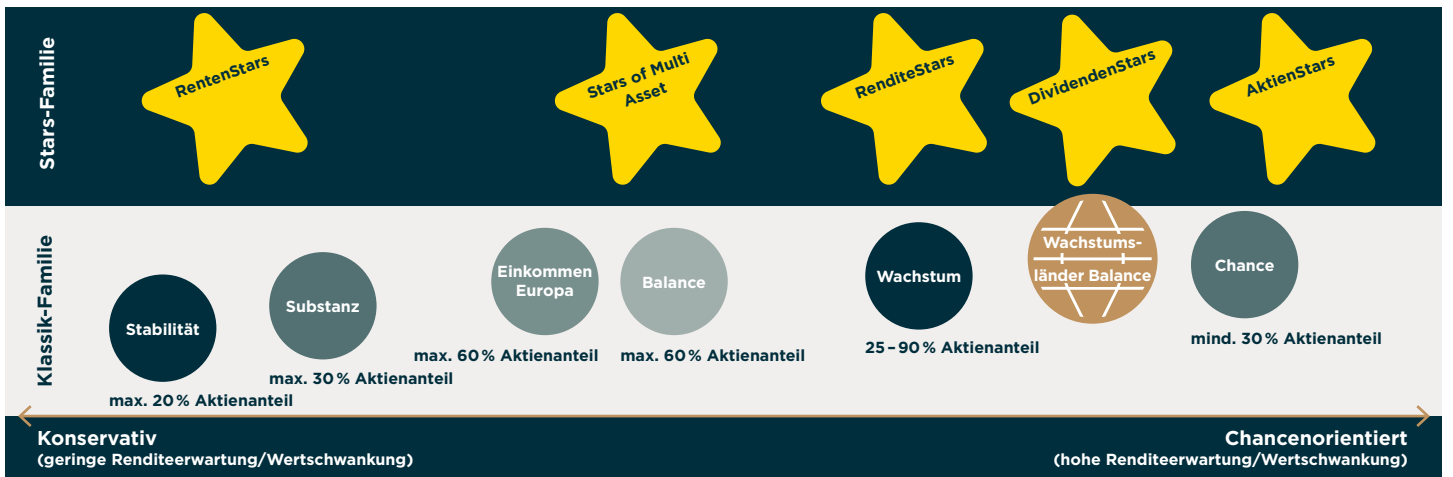 Stars-Familie
RentenStars
Stars of Multi
Asset
RenditeStars
DividendenStars
AktienStars
Klassik-Familie
Stabilität
max. 20 % Aktienanteil
Substanz
max. 30 % Aktienanteil
Einkommen
Europa
max. 60 % Aktienanteil
Balance
max. 60 % Aktienanteil
Wachstum
25 – 90 % Aktienanteil
Wachstums-
länder Balance
Chance
mind. 30 % Aktienanteil
Konservativ
(geringe Renditeerwartung/Wertschwankung)
Chancenorientiert
(hohe Renditeerwartung/Wertschwankung)